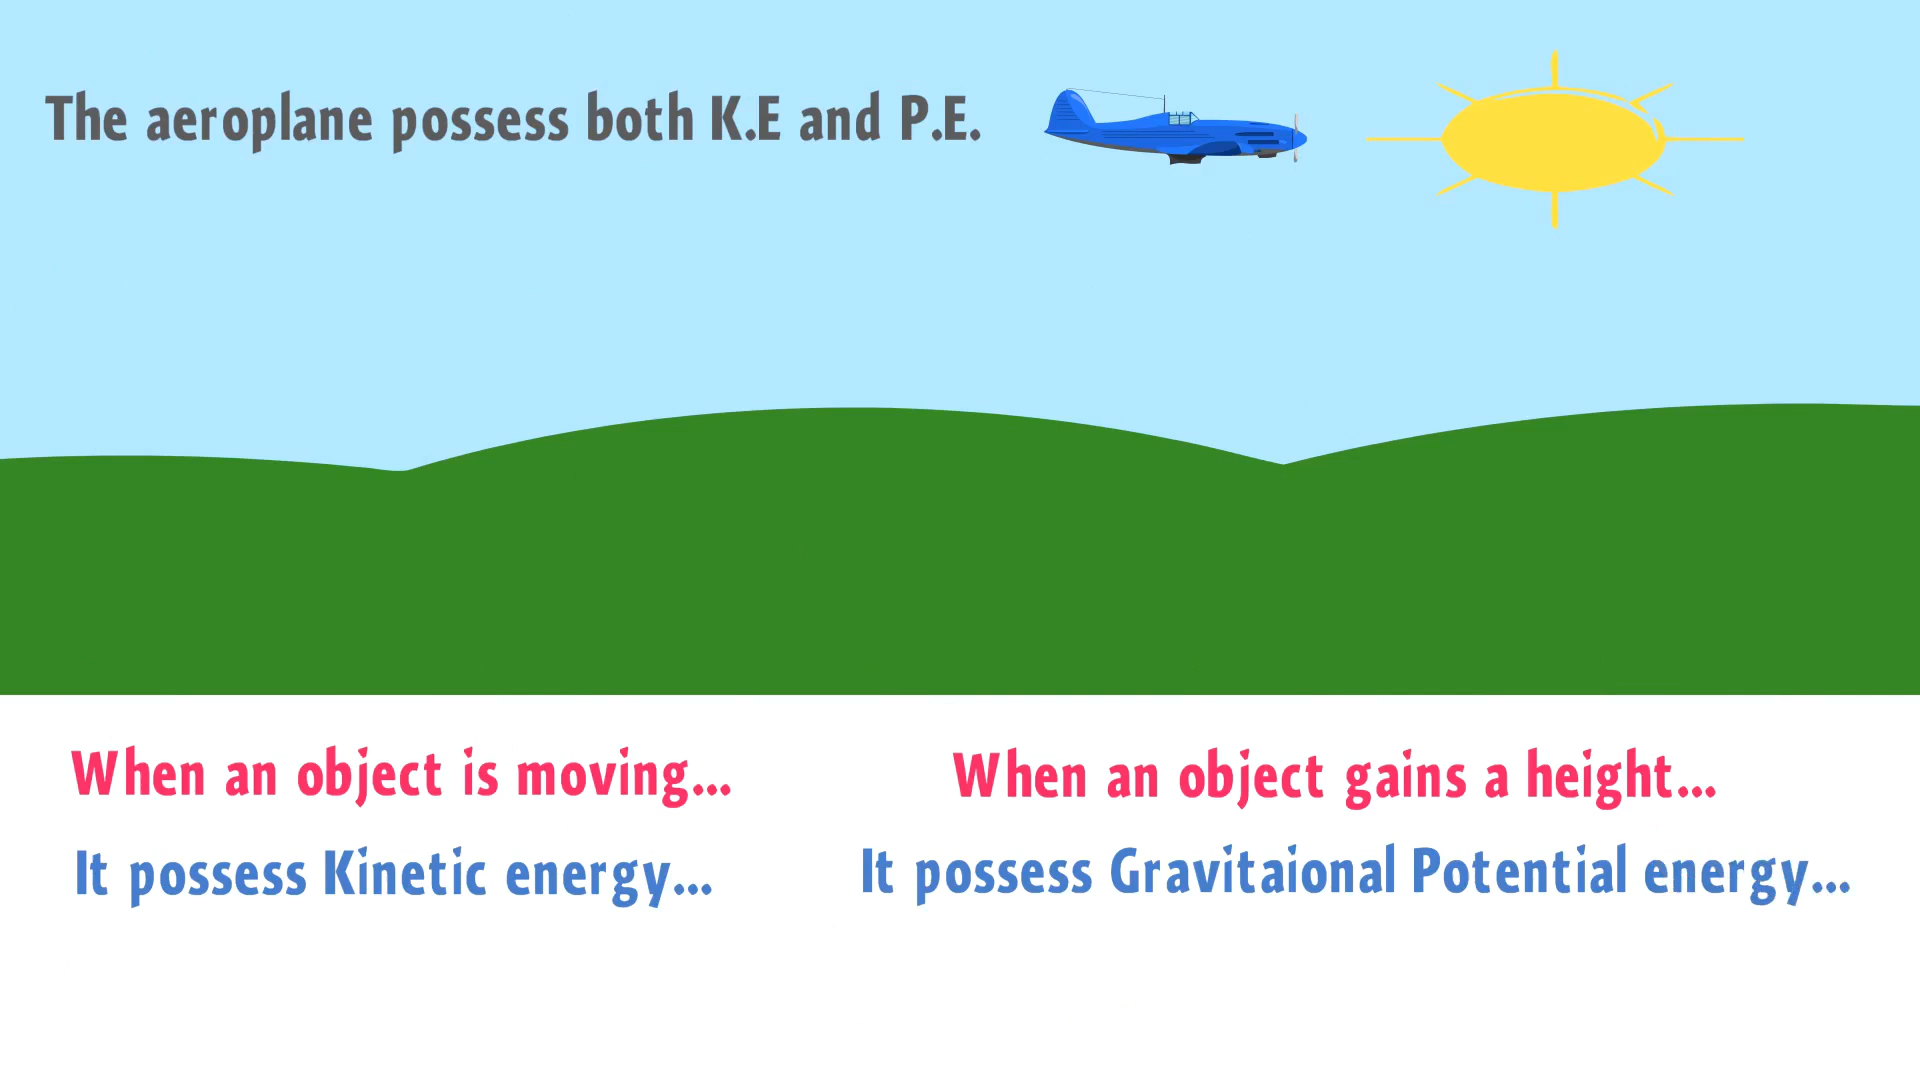 The aeroplane possess both K.E and P.E.
When an object is moving...
It possess Kinetic energy...
When an object gains a height...
It possess Gravitaional Potential energy...